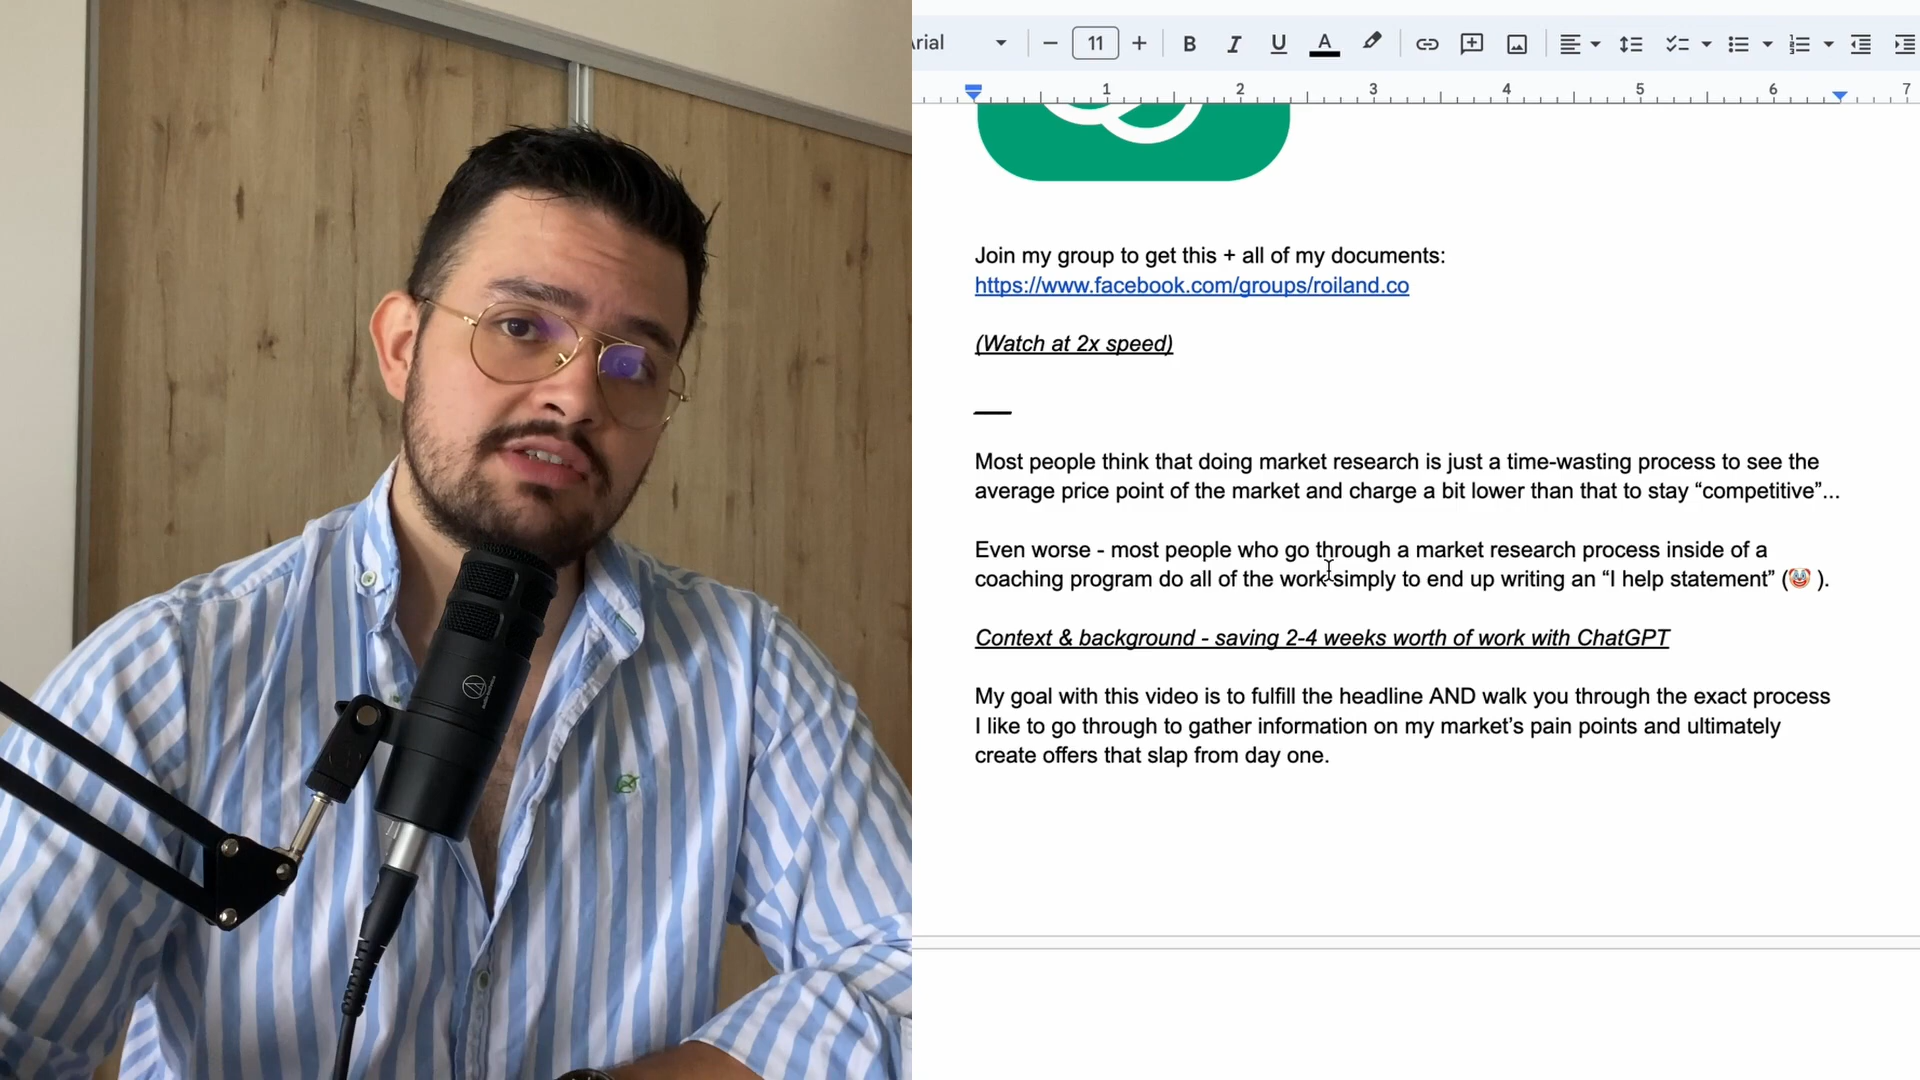 rial
11
1 2 3 4 5 6 7
Join my group to get this + all of my documents:
https://www.facebook.com/groups/roiland.co
(Watch at 2x speed)
Most people think that doing market research is just a time-wasting process to see the
average price point of the market and charge a bit lower than that to stay “competitive”...
Even worse - most people who go through a market research process inside of a
coaching program do all of the work simply to end up writing an “I help statement” (🤡 ).
Context & background - saving 2-4 weeks worth of work with ChatGPT
My goal with this video is to fulfill the headline AND walk you through the exact process
I like to go through to gather information on my market’s pain points and ultimately
create offers that slap from day one.